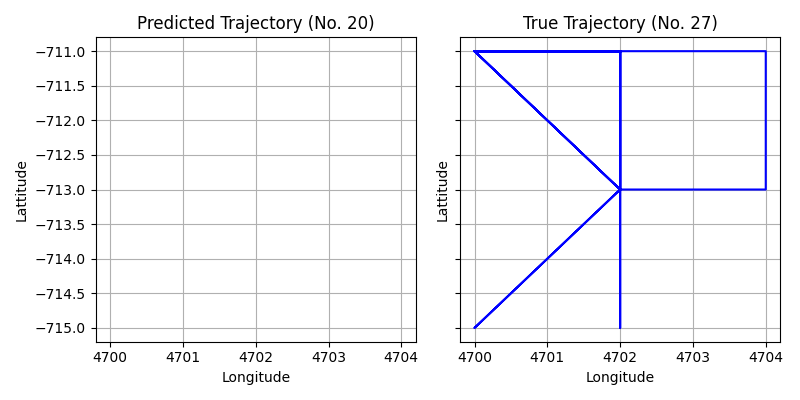 Predicted Trajectory (No. 20)
−711.0
−711.5
−712.0
−712.5
−713.0
−713.5
−714.0
−714.5
−715.0
Lattitude
4700 4701 4702 4703 4704
Longitude
True Trajectory (No. 27)
Lattitude
4700 4701 4702 4703 4704
Longitude